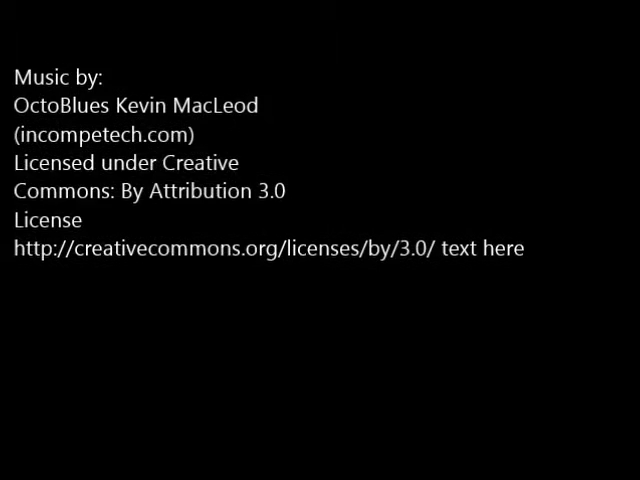 Music by:
OctoBlues Kevin MacLeod
(incompetech.com)
Licensed under Creative
Commons: By Attribution 3.0
License
http://creativecommons.org/licenses/by/3.0/ text here